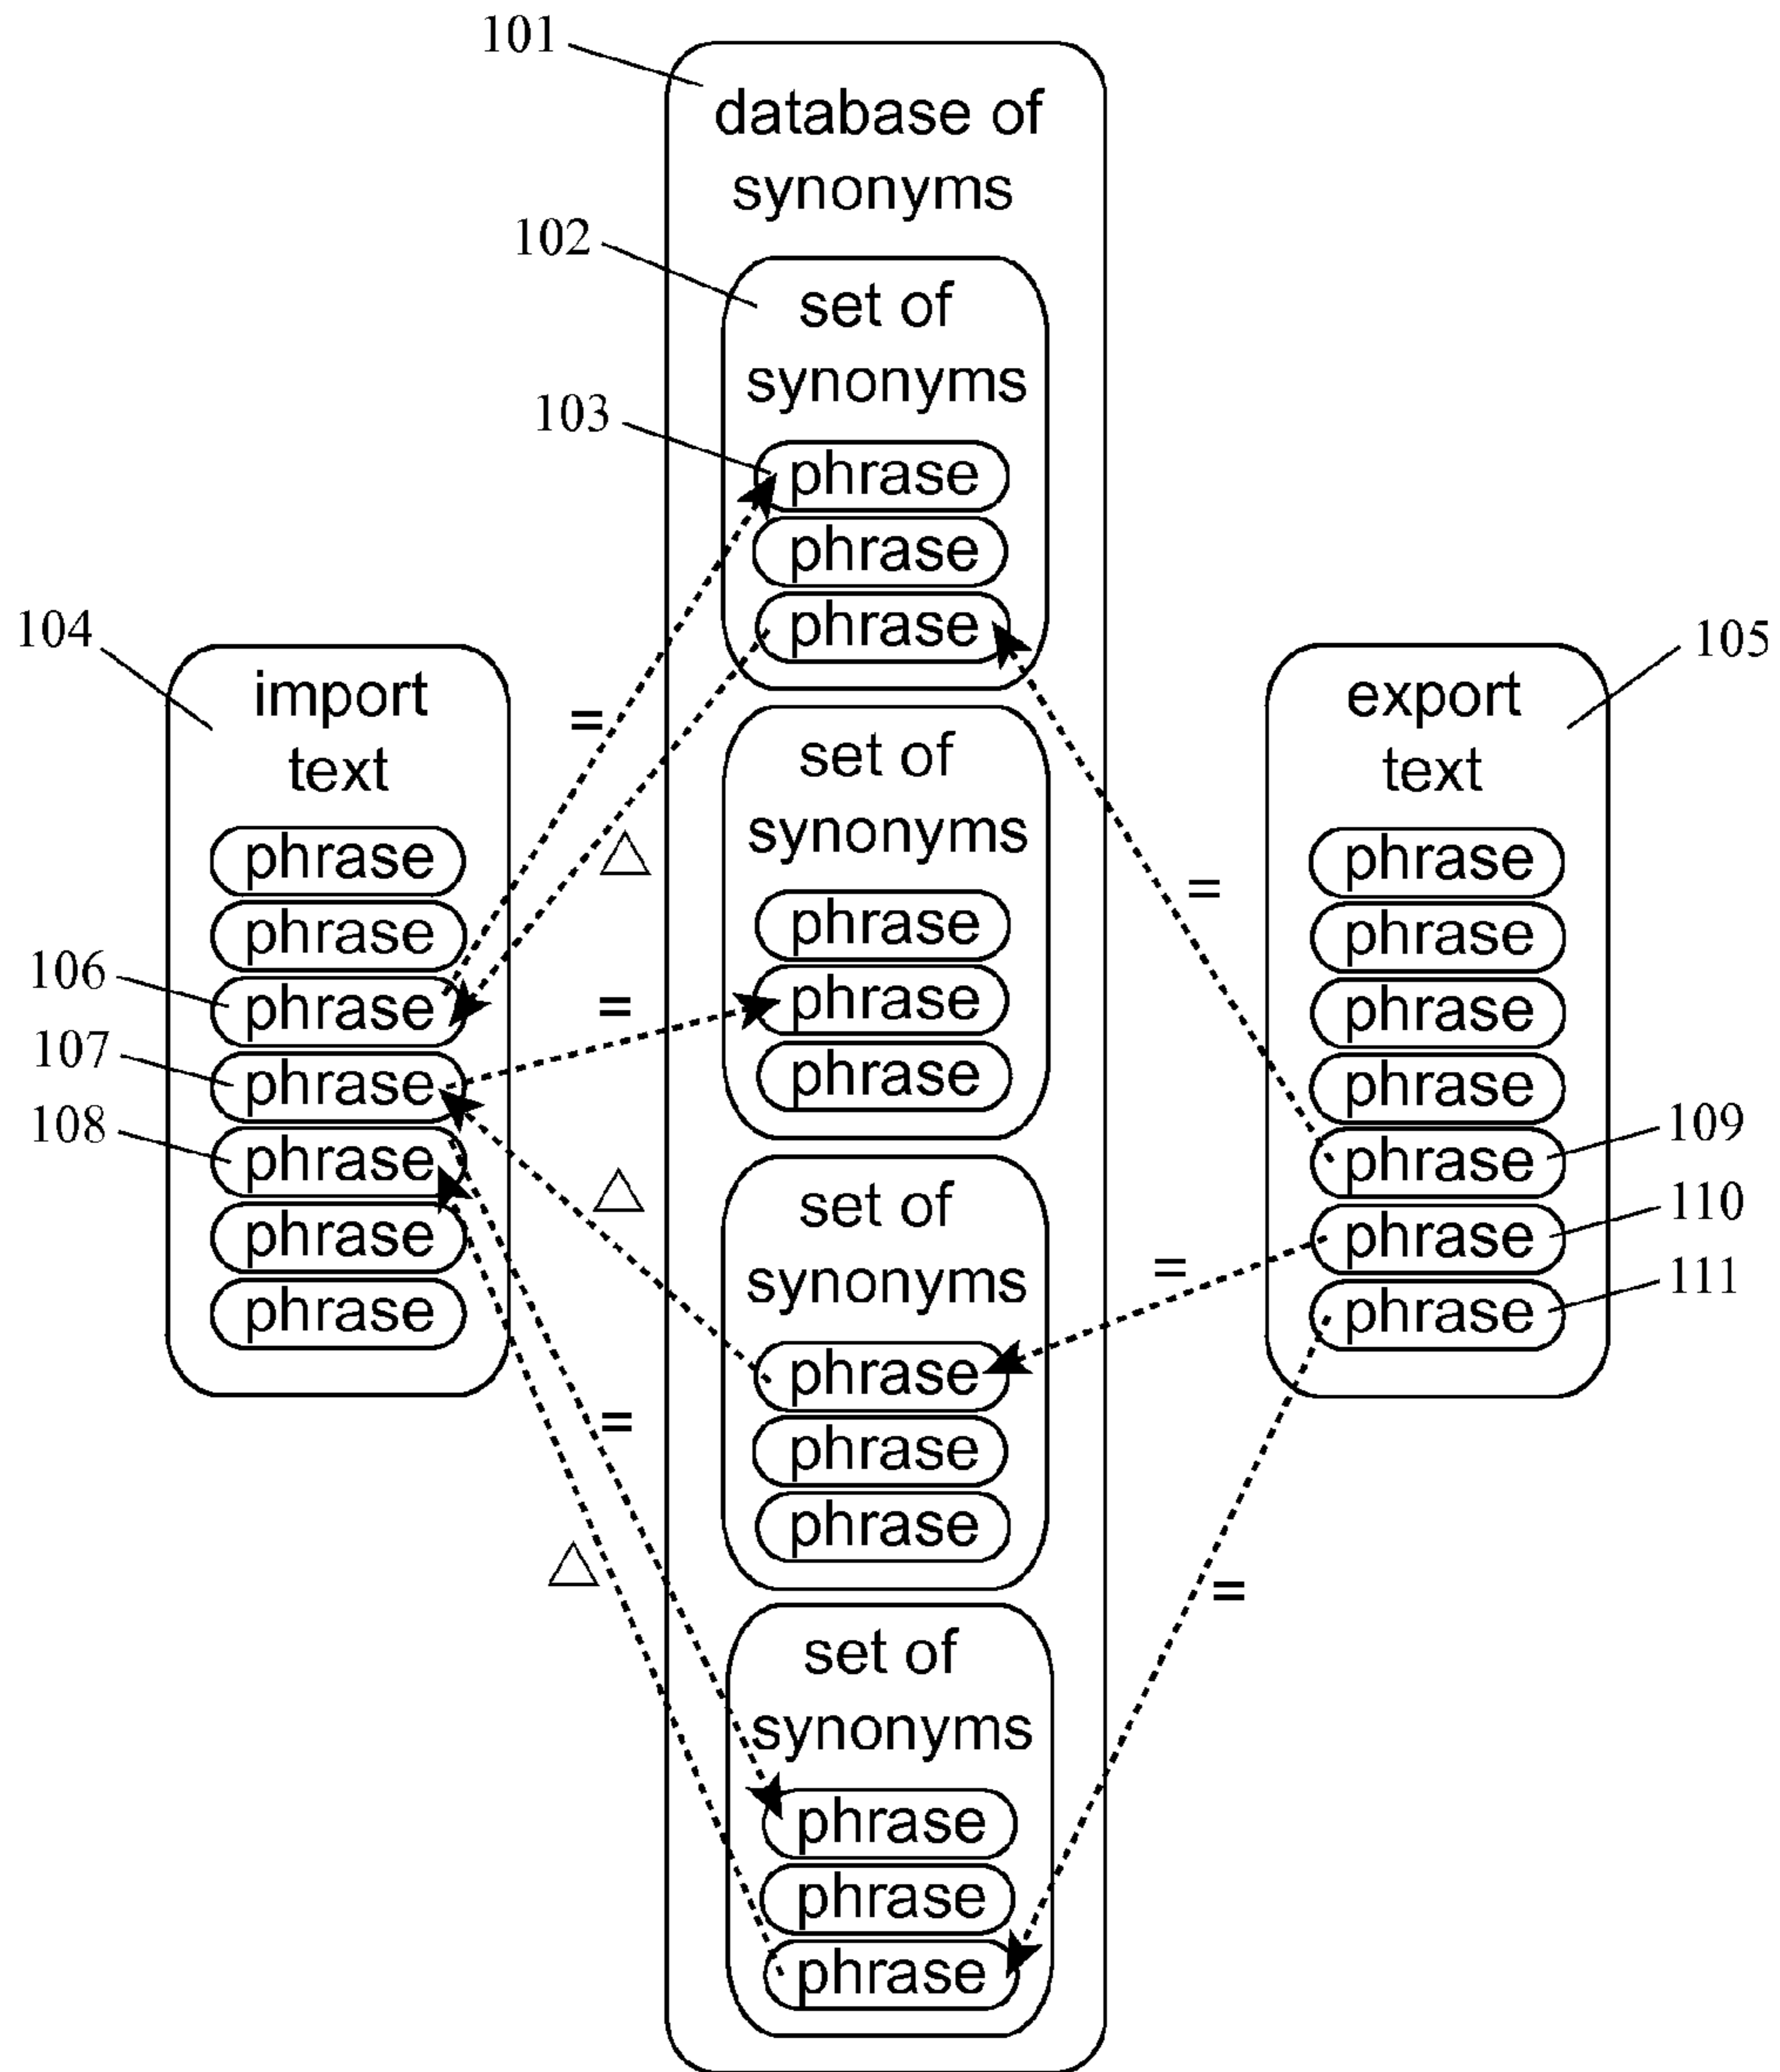 101
database of
synonyms
102
set of
synonyms
103
phrase
phrase
phrase
104
import
text
=
△
phrase
phrase
106
phrase
107
phrase
108
phrase
phrase
phrase
set of
synonyms
phrase
=
phrase
phrase
△
set of
synonyms
phrase
phrase
phrase
=
△
set of
synonyms
phrase
phrase
phrase
105
export
text
=
phrase
phrase
phrase
phrase
109
phrase
110
phrase
=
111
phrase
=